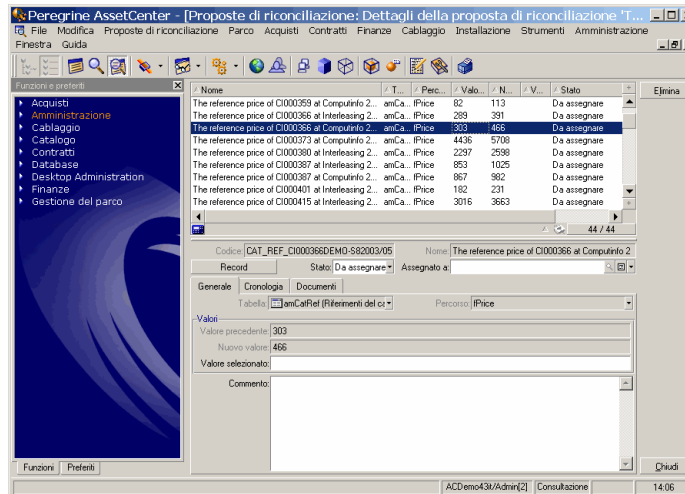 Peregrine AssetCenter - [Proposte di riconciliazione: Dettagli della proposta di riconciliazione 'T...
File Modifica Proposte di riconciliazione Parco Acquisti Contratti Finanze Cablaggio Installazione Strumenti Amministrazione
Finestra Guida
Funzioni e preferiti
Acquisti
Amministrazione
Cablaggio
Catalogo
Contratti
Database
Desktop Administration
Finanze
Gestione del parco
Funzioni Preferiti
Nome T... Perc... Valo... N... V... Stato
The reference price of CI000359 at Computinfo 2... amCa... fPrice 82 113 Da assegnare
The reference price of CI000366 at Interleasing 2... amCa... fPrice 289 391 Da assegnare
The reference price of CI000366 at Computinfo 2... amCa... fPrice 303 466 Da assegnare
The reference price of CI000373 at Computinfo 2... amCa... fPrice 4436 5708 Da assegnare
The reference price of CI000380 at Interleasing 2... amCa... fPrice 2297 2598 Da assegnare
The reference price of CI000387 at Interleasing 2... amCa... fPrice 853 1025 Da assegnare
The reference price of CI000387 at Computinfo 2... amCa... fPrice 867 982 Da assegnare
The reference price of CI000401 at Interleasing 2... amCa... fPrice 182 231 Da assegnare
The reference price of CI000415 at Interleasing 2... amCa... fPrice 3016 3663 Da assegnare
44 / 44
Elimina
Codice: CAT_REF_CI000366DEMO-S82003/05 Nome: The reference price of CI000366 at Computinfo 2
Record Stato: Da assegnare Assegnato a:
Generale Cronologia Documenti
Tabella: amCatRef (Riferimenti del ca Percorso: fPrice
Valori
Valore precedente: 303
Nuovo valore: 466
Valore selezionato:
Commento:
Chiudi
ACDemo43it/Admin[2] Consultazione 14:06